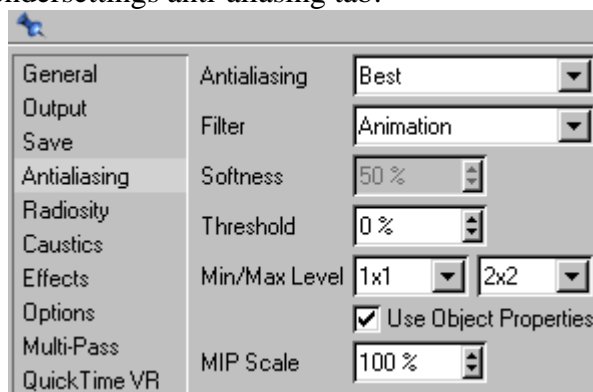 ndersettings anti-aliasing tab.
General
Output
Save
Antialiasing
Radiosity
Caustics
Effects
Options
Multi-Pass
QuickTime VR
Antialiasing Best
Filter Animation
Softness 50 %
Threshold 0 %
Min/Max Level 1x1 2x2
Use Object Properties
MIP Scale 100 %